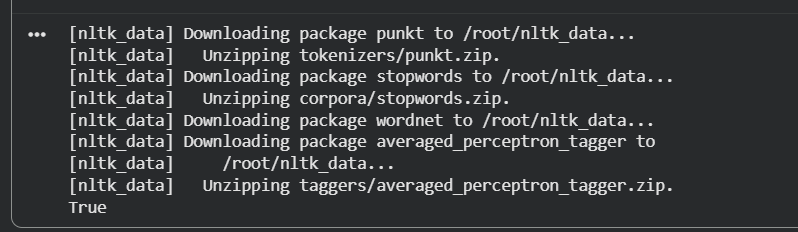 ••• [nltk_data] Downloading package punkt to /root/nltk_data...
[nltk_data]   Unzipping tokenizers/punkt.zip.
[nltk_data] Downloading package stopwords to /root/nltk_data...
[nltk_data]   Unzipping corpora/stopwords.zip.
[nltk_data] Downloading package wordnet to /root/nltk_data...
[nltk_data] Downloading package averaged_perceptron_tagger to
[nltk_data]     /root/nltk_data...
[nltk_data]   Unzipping taggers/averaged_perceptron_tagger.zip.
True